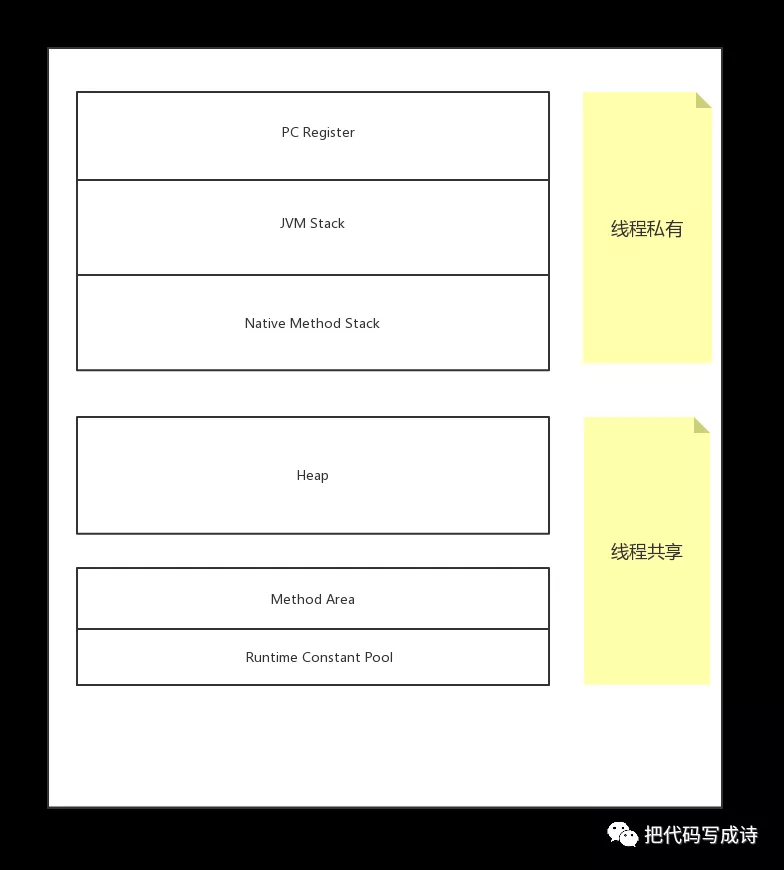 PC Register
JVM Stack
线程私有
Native Method Stack
Heap
线程共享
Method Area
Runtime Constant Pool
把代码写成诗